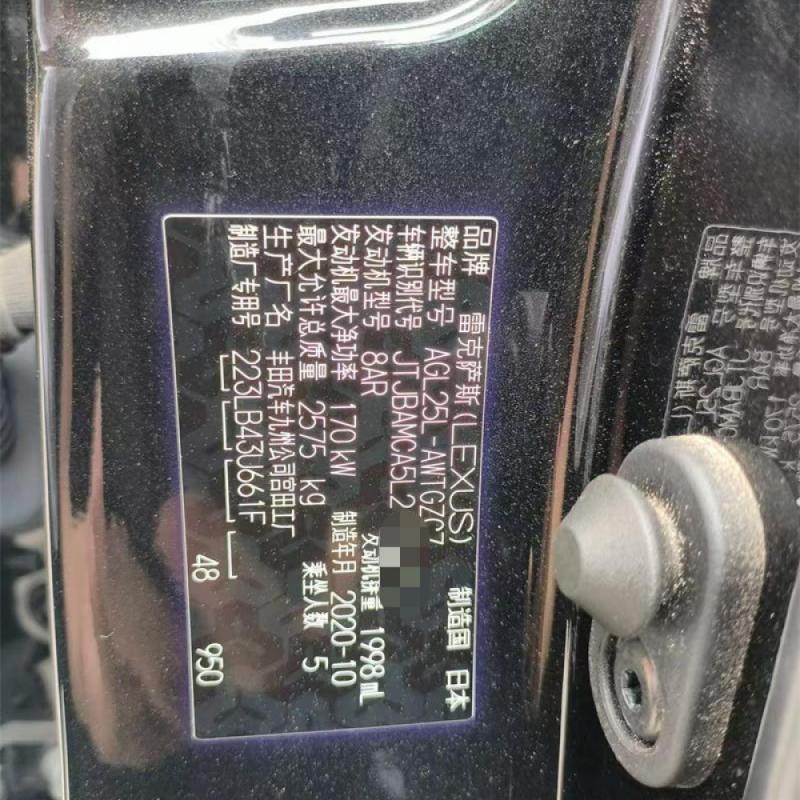 品牌 雷克萨斯(LEXUS) 制造国 日本
整车型号 AGL25L-AWTGZC7
车辆识别代号 JTJBAMCA5L2
发动机型号 8AR 发动机排量 1998mL
发动机最大净功率 170kW 制造年月 2020-10
最大允许总质量 2575 kg 乘坐人数 5
生产厂名 丰田汽车九州公司宫田工厂
制造厂专用号 223LB43U661F 48 950